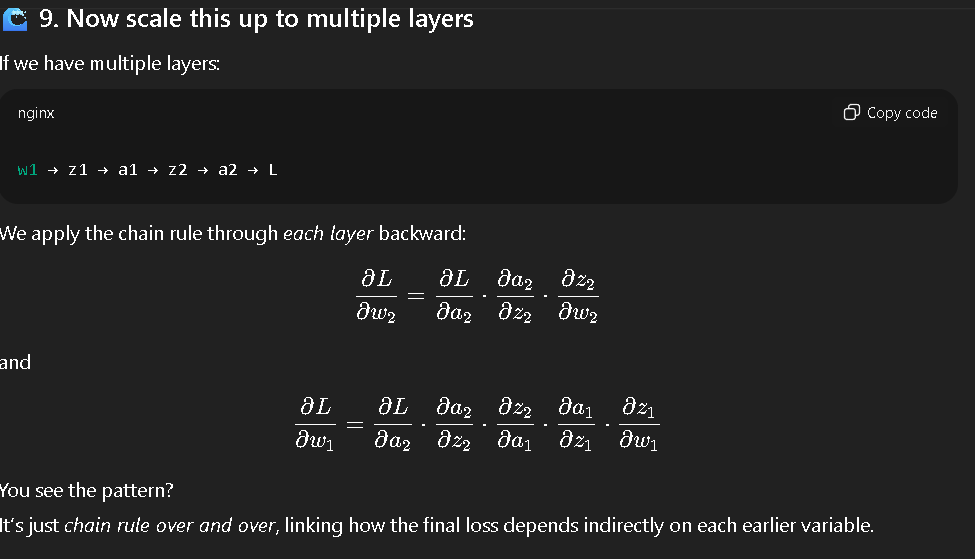 9. Now scale this up to multiple layers
If we have multiple layers:
nginx
Copy code
w1 → z1 → a1 → z2 → a2 → L
We apply the chain rule through each layer backward:
∂L/∂w₂ = ∂L/∂a₂ · ∂a₂/∂z₂ · ∂z₂/∂w₂
and
∂L/∂w₁ = ∂L/∂a₂ · ∂a₂/∂z₂ · ∂z₂/∂a₁ · ∂a₁/∂z₁ · ∂z₁/∂w₁
You see the pattern?
It's just chain rule over and over, linking how the final loss depends indirectly on each earlier variable.